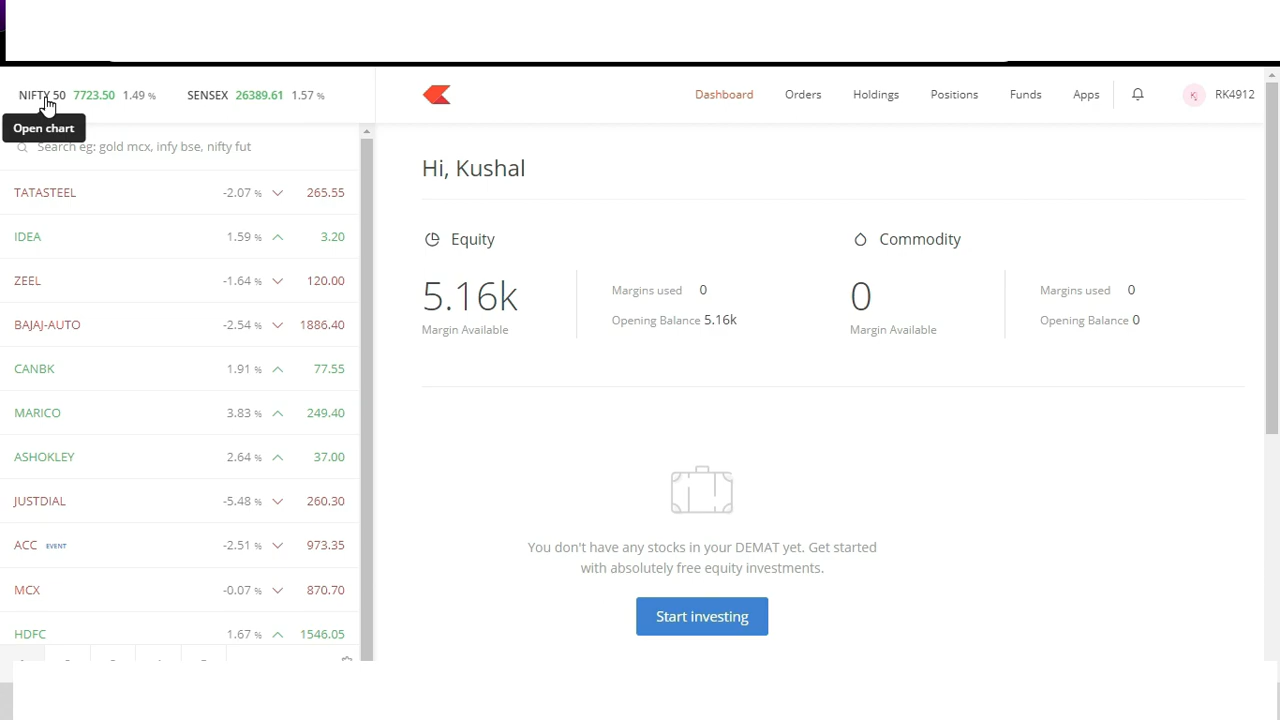 NIFTY 50 7723.50 1.49 % SENSEX 26389.61 1.57 %
Dashboard Orders Holdings Positions Funds Apps RK4912
Open chart
Search eg: gold mcx, infy bse, nifty fut
TATASTEEL -2.07 % 265.55
IDEA 1.59 % 3.20
ZEEL -1.64 % 120.00
BAJAJ-AUTO -2.54 % 1886.40
CANBK 1.91 % 77.55
MARICO 3.83 % 249.40
ASHOKLEY 2.64 % 37.00
JUSTDIAL -5.48 % 260.30
ACC EVENT -2.51 % 973.35
MCX -0.07 % 870.70
HDFC 1.67 % 1546.05
Hi, Kushal
Equity
5.16k
Margin Available
Margins used 0
Opening Balance 5.16k
Commodity
0
Margin Available
Margins used 0
Opening Balance 0
You don't have any stocks in your DEMAT yet. Get started
with absolutely free equity investments.
Start investing